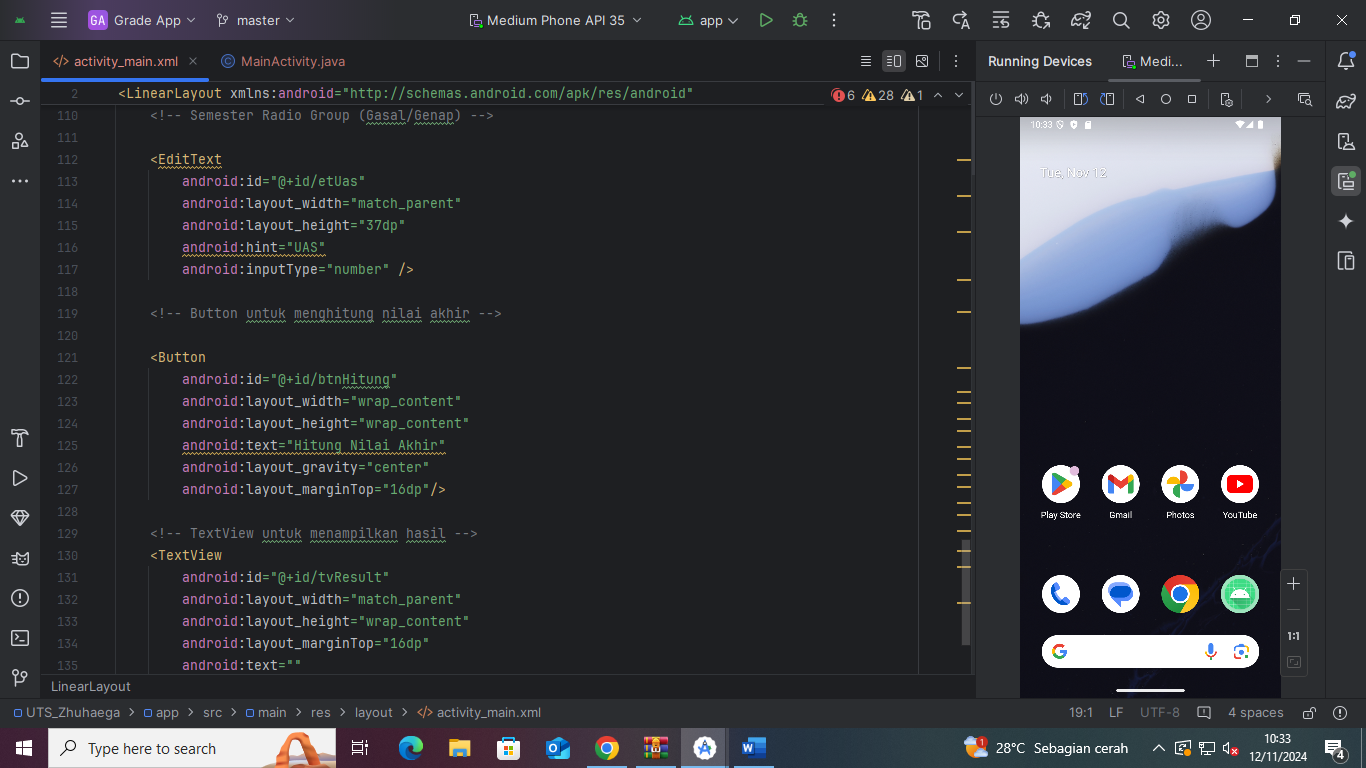 GA Grade App master Medium Phone API 35 app
activity_main.xml MainActivity.java Running Devices Medi...
2 <LinearLayout xmlns:android="http://schemas.android.com/apk/res/android" 6 28 1
110 <!-- Semester Radio Group (Gasal/Genap) -->
111
112 <EditText
113 android:id="@+id/etUas"
114 android:layout_width="match_parent"
115 android:layout_height="37dp"
116 android:hint="UAS"
117 android:inputType="number" />
118
119 <!-- Button untuk menghitung nilai akhir -->
120
121 <Button
122 android:id="@+id/btnHitung"
123 android:layout_width="wrap_content"
124 android:layout_height="wrap_content"
125 android:text="Hitung Nilai Akhir"
126 android:layout_gravity="center"
127 android:layout_marginTop="16dp"/>
128
129 <!-- TextView untuk menampilkan hasil -->
130 <TextView
131 android:id="@+id/tvResult"
132 android:layout_width="match_parent"
133 android:layout_height="wrap_content"
134 android:layout_marginTop="16dp"
135 android:text=""
LinearLayout
10:33
Tue, Nov 12
Play Store Gmail Photos YouTube
1:1
UTS_Zhuhaega > app > src > main > res > layout > activity_main.xml 19:1 LF UTF-8 4 spaces
Type here to search
1 28°C Sebagian cerah
10:33
12/11/2024
4